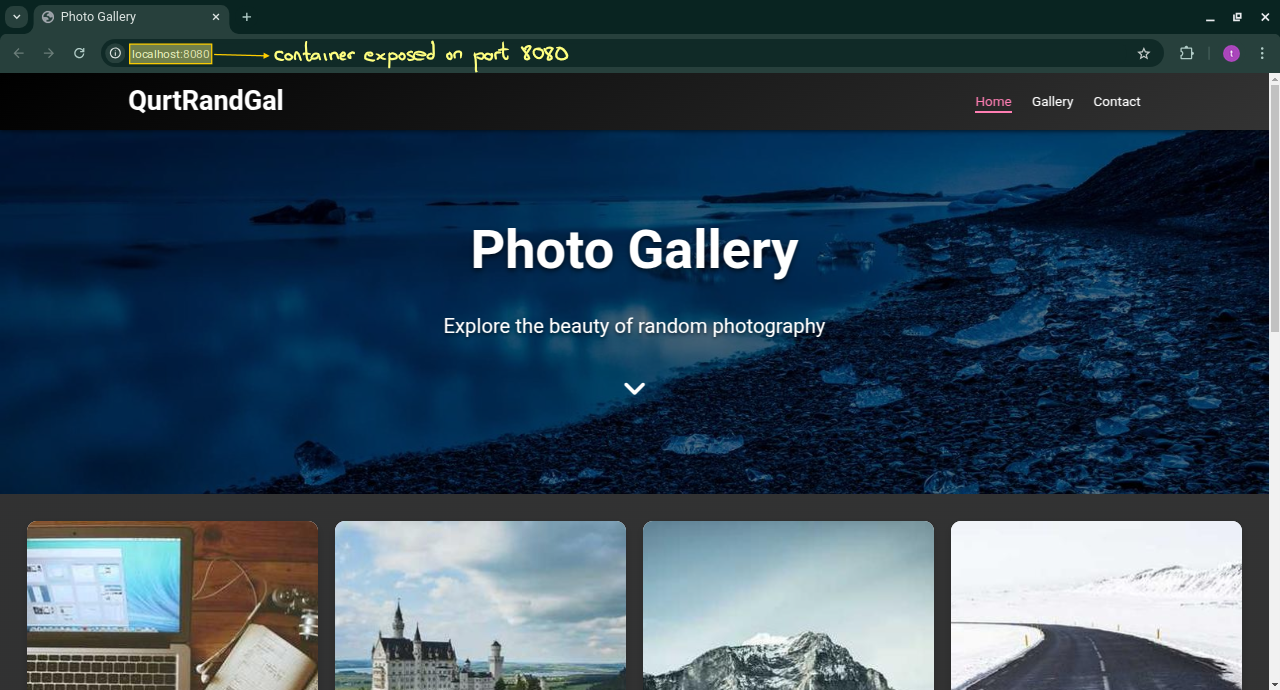 Photo Gallery
localhost:8080 container exposed on port 8080
t
QurtRandGal
Home Gallery Contact
Photo Gallery
Explore the beauty of random photography